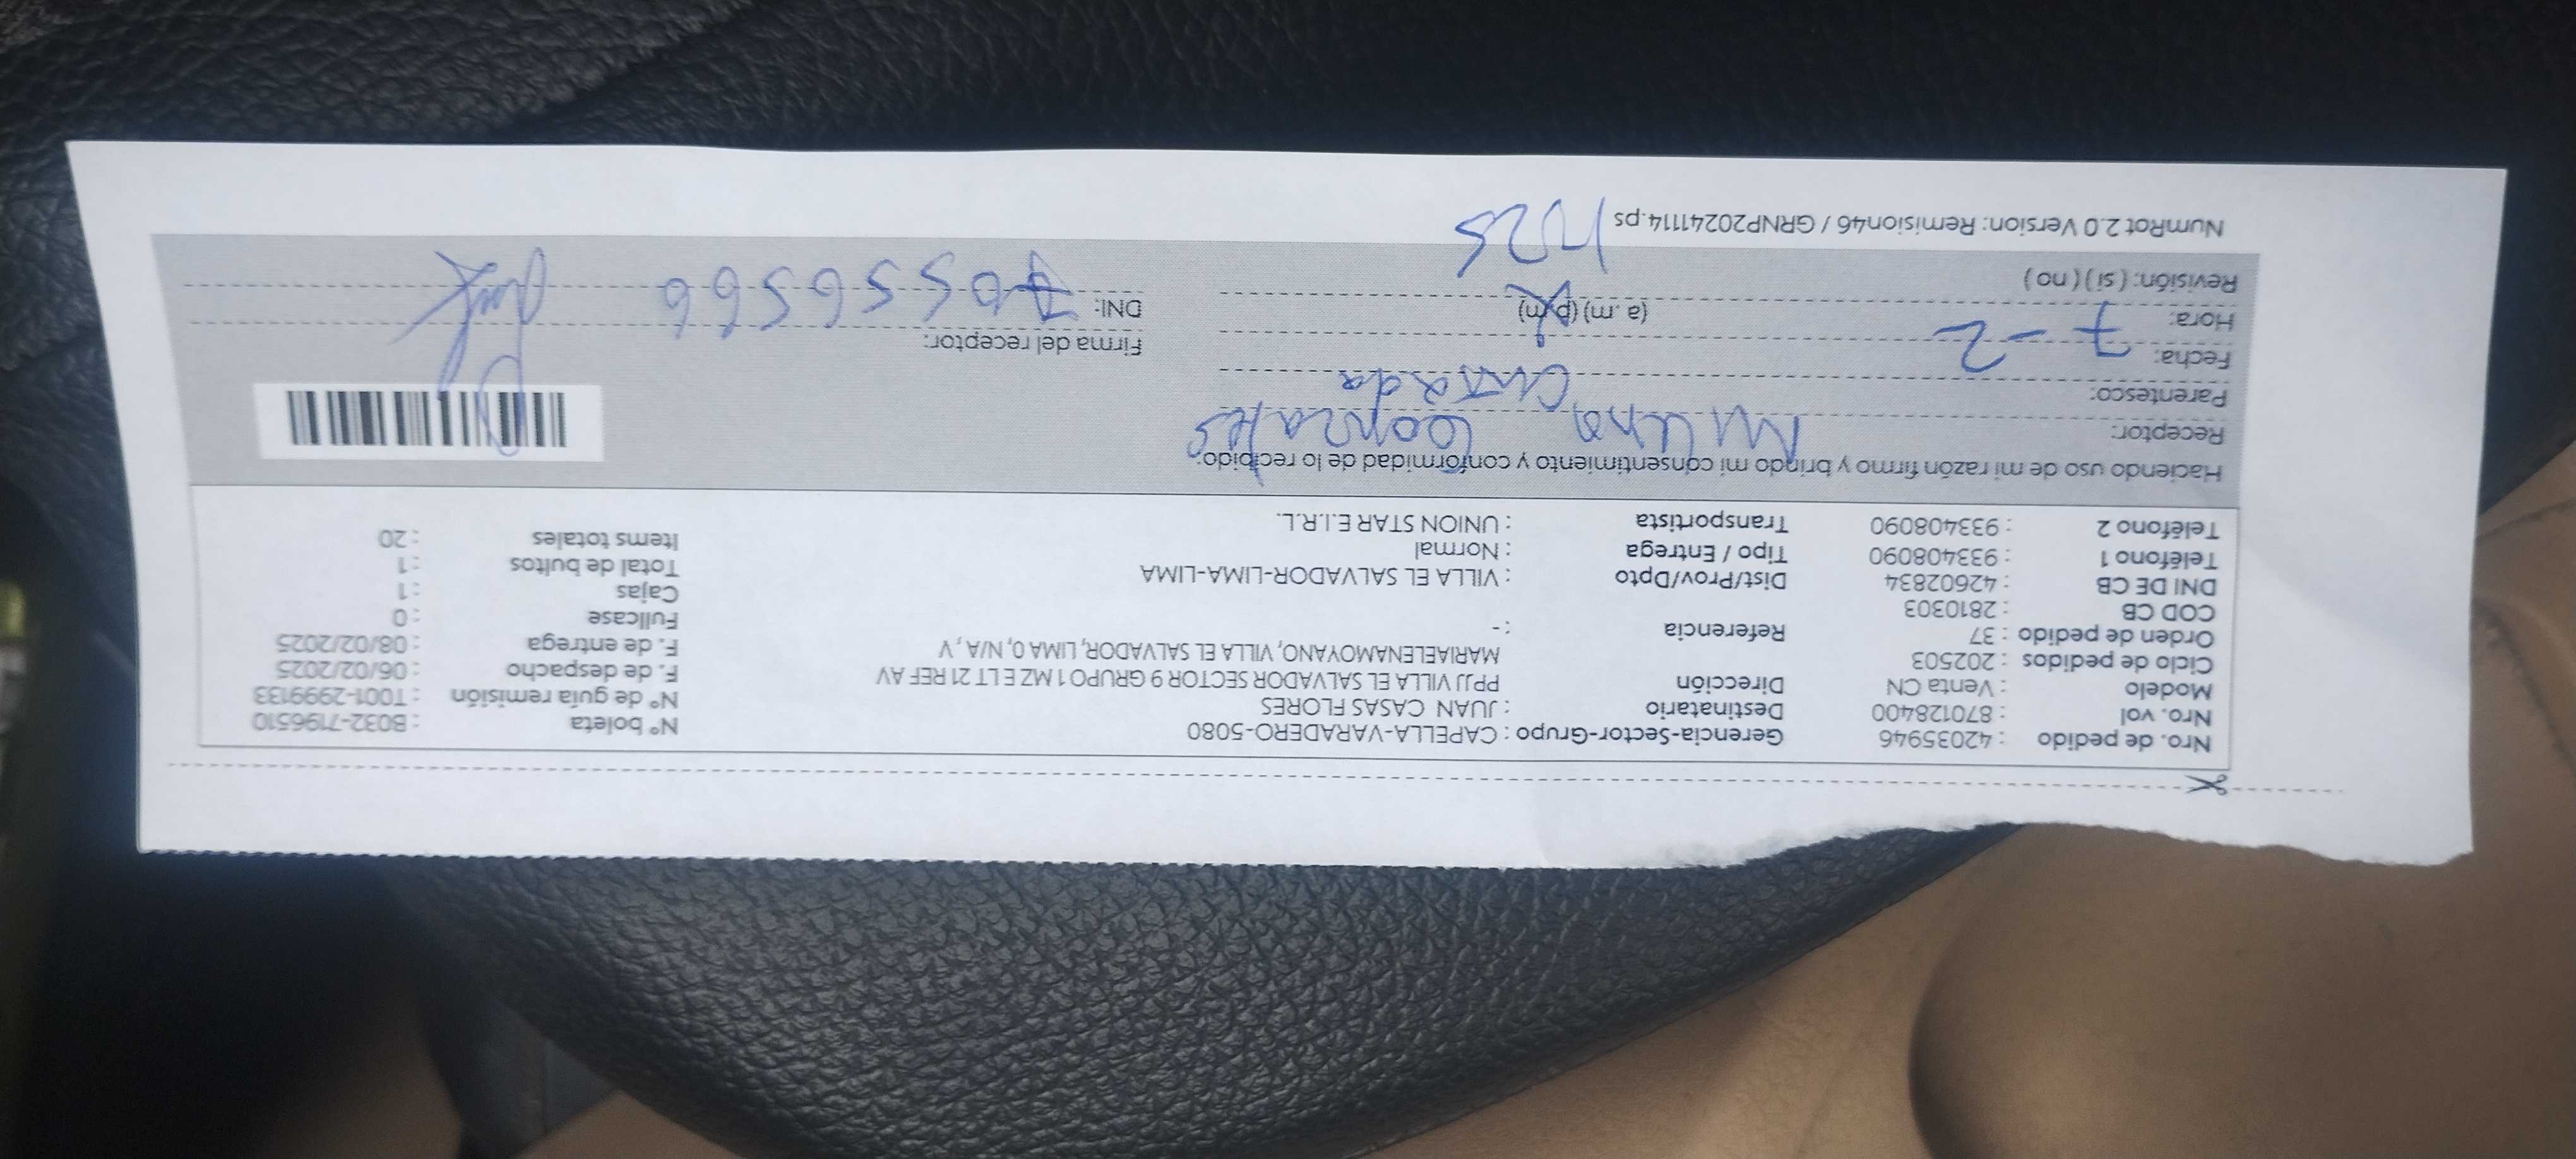 Nro. de pedido : 42035946 Gerencia-Sector-Grupo : CAPELLA-VARADERO-5080 N° boleta : B032-7196510
Nro. vol : 870128400 Destinatario : JUAN CASAS FLORES N° de guía remisión : T001-2999133
Modelo : Venta CN Dirección PPJJ VILLA EL SALVADOR SECTOR 9 GRUPO 1 MZ E LT 21 REF AV F. de despacho : 06/02/2025
Ciclo de pedidos : 202503 MARIAELENAMOYANO, VILLA EL SALVADOR, LIMA 0, N/A , V F. de entrega : 08/02/2025
Orden de pedido : 37 Referencia : - Fullcase : 0
COD CB : 2810303 Cajas : 1
DNI DE CB : 42602834 Dist/Prov/Dpto : VILLA EL SALVADOR-LIMA-LIMA Total de bultos : 1
Teléfono 1 : 933408090 Tipo / Entrega : Normal Items totales : 20
Teléfono 2 : 933408090 Transportista : UNION STAR E.I.R.L.
Haciendo uso de mi razón firmo y brindo mi consentimiento y conformidad de lo recibido:
Receptor: Gonzales
Parentesco: Cuñada
Fecha: 7-2 Firma del receptor:
Hora: (a .m) (p.m) DNI: 70556566
Revisión: ( si ) ( no )
NumRot 2.0 Version: Remision46 / GRNP20241114.ps